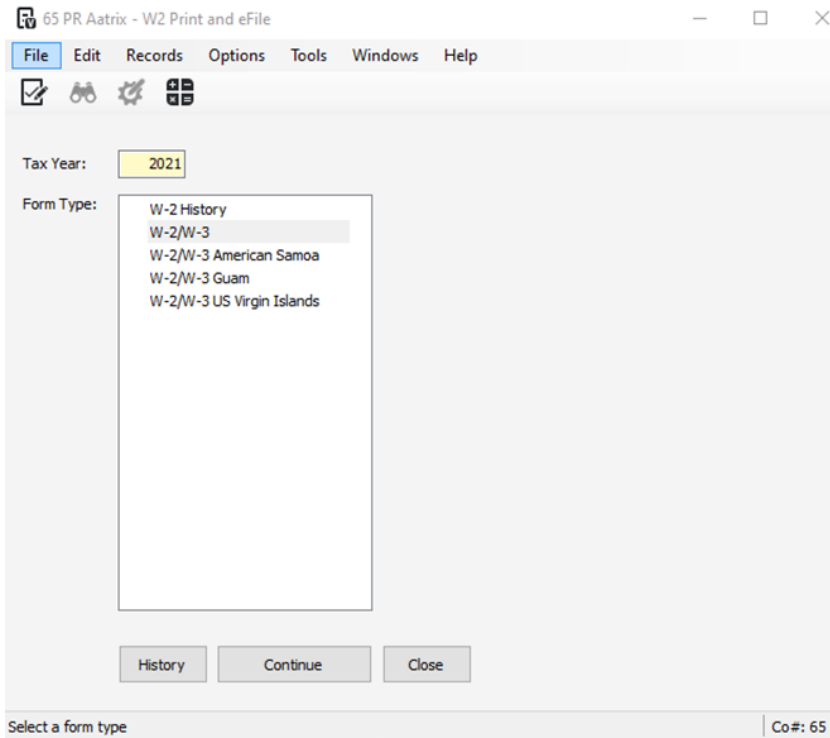 65 PR Aatrix - W2 Print and eFile
File Edit Records Options Tools Windows Help
Tax Year: 2021
Form Type:
W-2 History
W-2/W-3
W-2/W-3 American Samoa
W-2/W-3 Guam
W-2/W-3 US Virgin Islands
History Continue Close
Select a form type Co#: 65